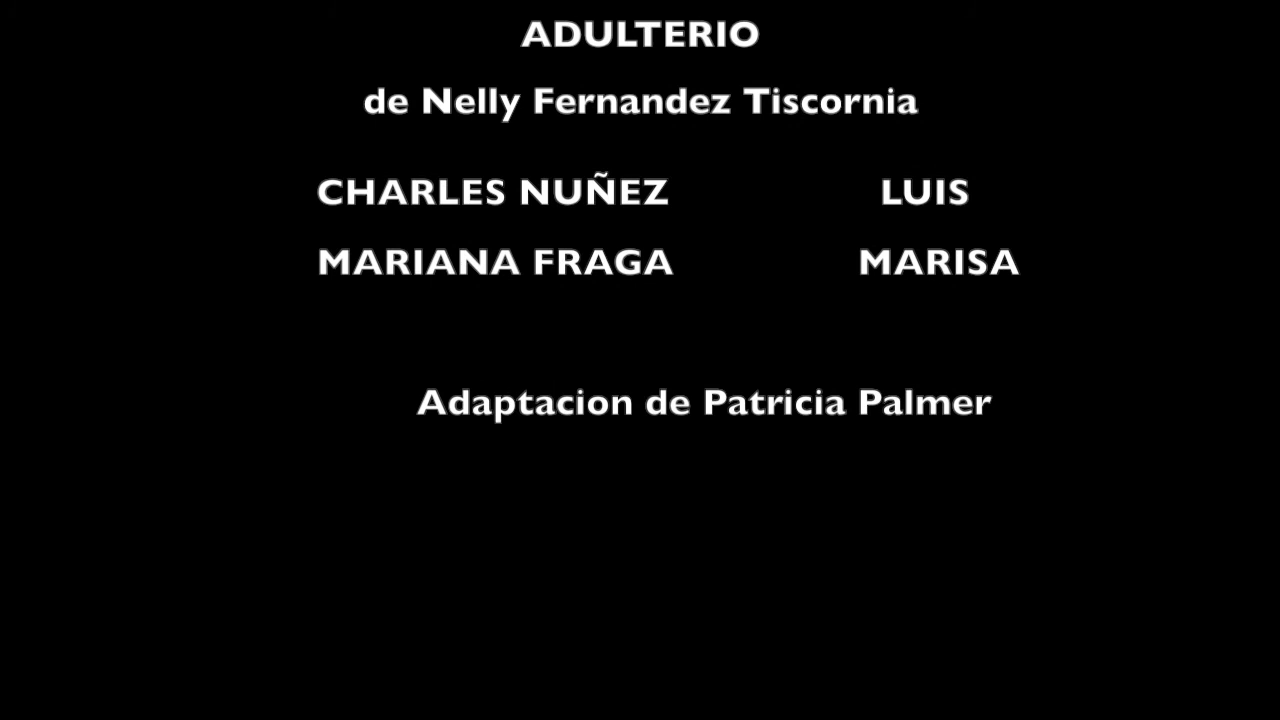 ADULTERIO
de Nelly Fernandez Tiscornia
CHARLES NUÑEZ LUIS
MARIANA FRAGA MARISA
Adaptacion de Patricia Palmer